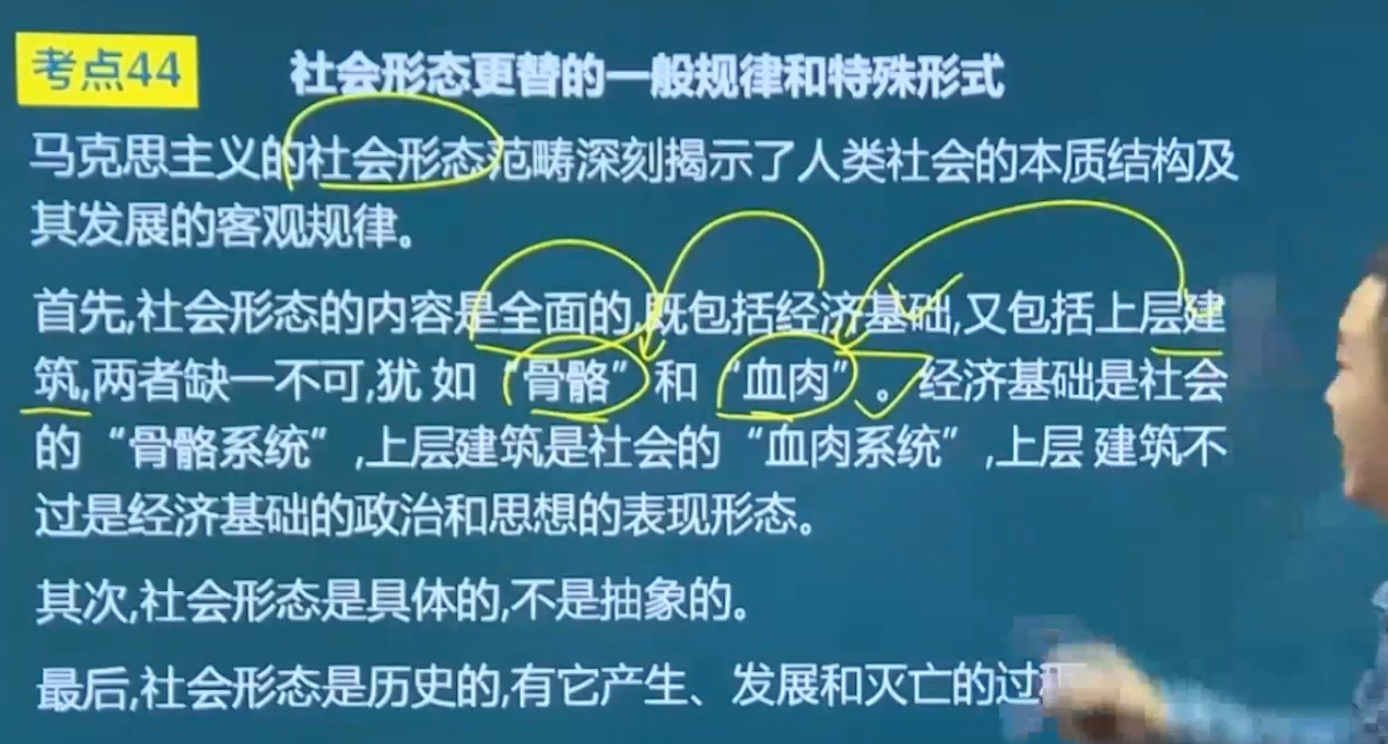 考点44
社会形态更替的一般规律和特殊形式
马克思主义的社会形态范畴深刻揭示了人类社会的本质结构及
其发展的客观规律。
首先,社会形态的内容是全面的,既包括经济基础,又包括上层建
筑,两者缺一不可,犹 如 “骨骼” 和 “血肉” 。经济基础是社会
的“骨骼系统”,上层建筑是社会的“血肉系统”,上层 建筑不
过是经济基础的政治和思想的表现形态。
其次,社会形态是具体的,不是抽象的。
最后,社会形态是历史的,有它产生、发展和灭亡的过